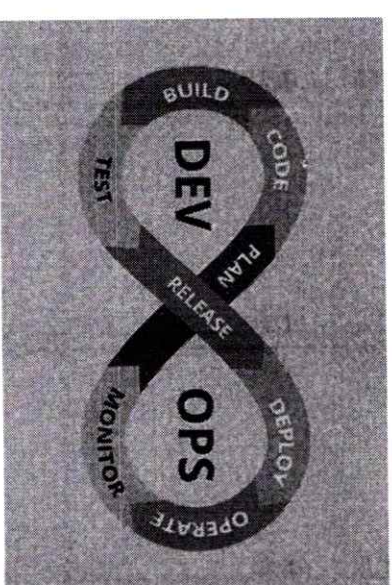 DEV
OPS
PLAN
CODE
BUILD
TEST
RELEASE
DEPLOY
OPERATE
MONITOR